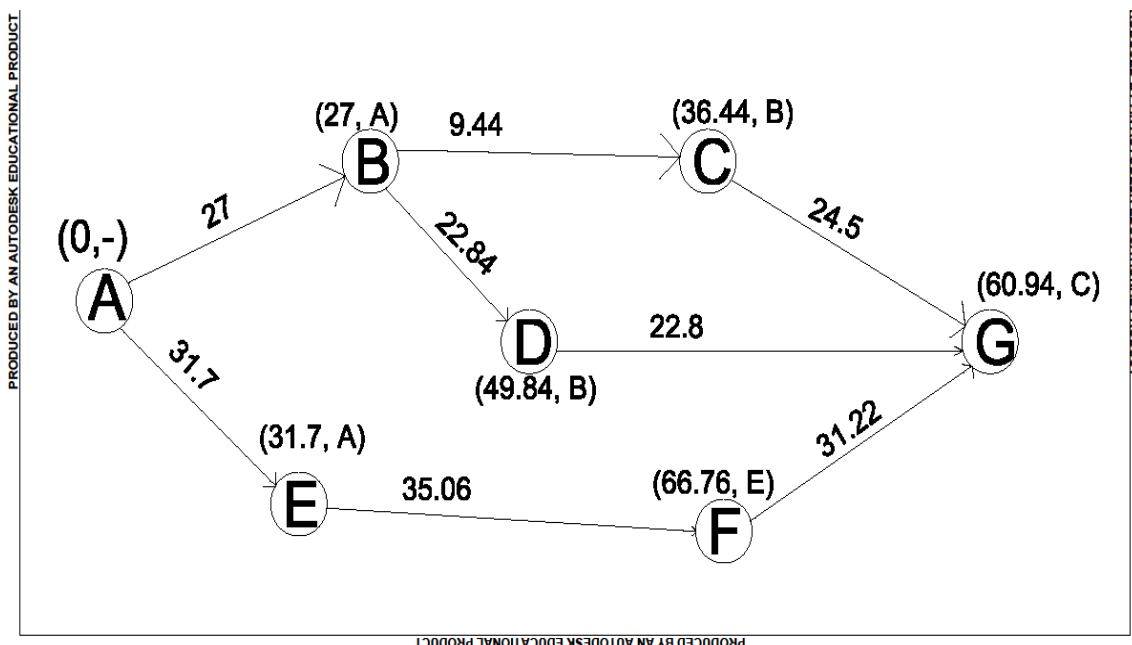 PRODUCED BY AN AUTODESK EDUCATIONAL PRODUCT
(27, A)
9.44
(36.44, B)
B
C
27
22.84
24.5
(0,-)
A
(60.94, C)
22.8
D
G
31.7
(49.84, B)
(31.7, A)
31.22
35.06
(66.76, E)
E
F
PRODUCED BY AN AUTODESK EDUCATIONAL PRODUCT